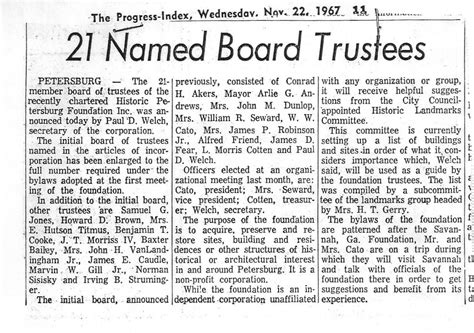 The Progress-Index, Wednesday, Nov. 22, 1967 11
21 Named Board Trustees
PETERSBURG — The 21-
member board of trustees of the
recently chartered Historic Pe-
tersburg Foundation Inc. was an-
nounced today by Paul D. Welch,
secretary of the corporation.
The initial board of trustees
named in the articles of incor-
poration has been enlarged to the
full number required under the
bylaws adopted at the first meet-
ing of the foundation.
In addition to the initial board,
other trustees are Samuel G.
Jones, Howard D. Brown, Mrs.
E. Hutson Titmus, Benjamin T.
Cooke, J. T. Morriss IV, Baxter
Bailey, Mrs. John H. VanLand-
ingham Jr., James E. Caudle,
Marvin W. Gill Jr., Norman
Sisisky and Irving B. Strumin-
ger.
The initial board, announced
previously, consisted of Conrad
H. Akers, Mayor Arlie G. An-
drews, Mrs. John M. Dunlop,
Mrs. William R. Seward, W. W.
Cato, Mrs. James P. Robinson
Jr., Alfred Friend, James D.
Fear, L. Morris Cotten and Paul
D. Welch.
Officers elected at an organi-
zational meeting last month, are:
Cato, president; Mrs. Seward,
vice president; Cotten, treasur-
er; Welch, secretary.
The purpose of the foundation
is to acquire, preserve and re-
store sites, building and resi-
dences or other structures of his-
torical or architectural interest
in and around Petersburg. It is a
non-profit corporation.
While the foundation is an in-
dependent corporation unaffiliated
with any organization or group,
it will receive helpful suggestions
from the City Council-
appointed Historic Landmarks
Committee.
This committee is currently
setting up a list of buildings
and sites in order of what it con-
siders importance which, Welch
said, will be used as a guide by
the foundation trustees. The list
was compiled by a subcommit-
tee of the landmarks group headed
by Mrs. H. T. Gerry.
The bylaws of the foundation
are patterned after the Savan-
nah, Ga. Foundation. Mr. and
Mrs. Cato are on a trip during
which they will visit Savannah
and talk with officials of the
foundation there in order to get
suggestions and benefit from its
experience.